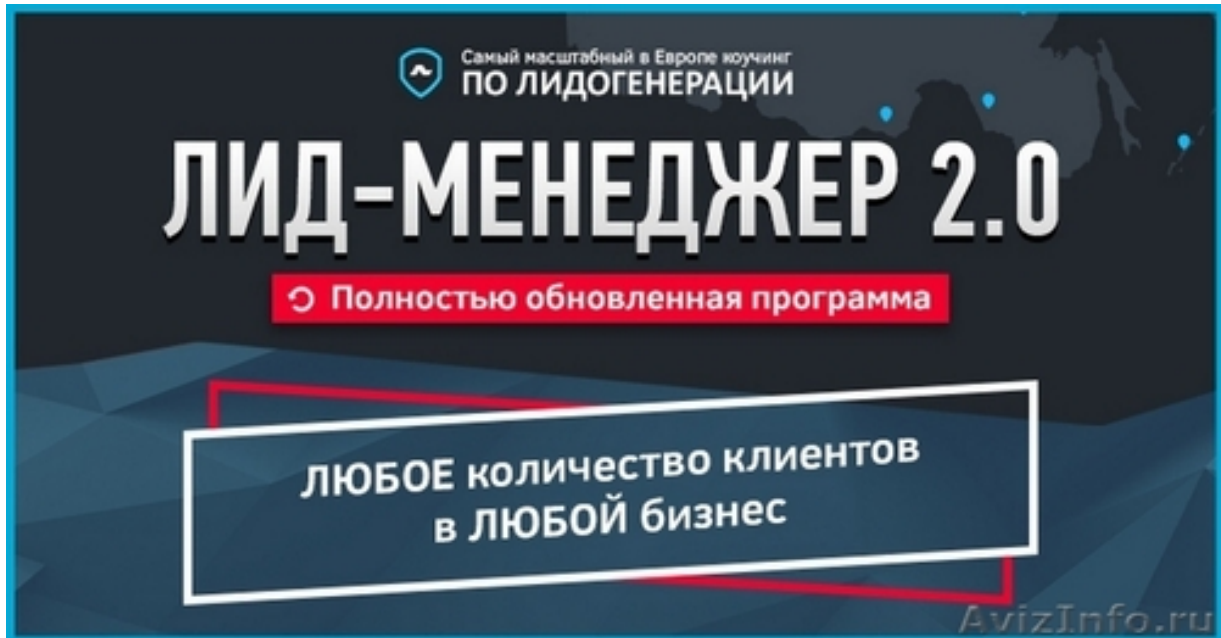 Самый масштабный в Европе коучинг
ПО ЛИДОГЕНЕРАЦИИ
ЛИД-МЕНЕДЖЕР 2.0
Полностью обновленная программа
ЛЮБОЕ количество клиентов
в ЛЮБОЙ бизнес
AvizInfo.ru